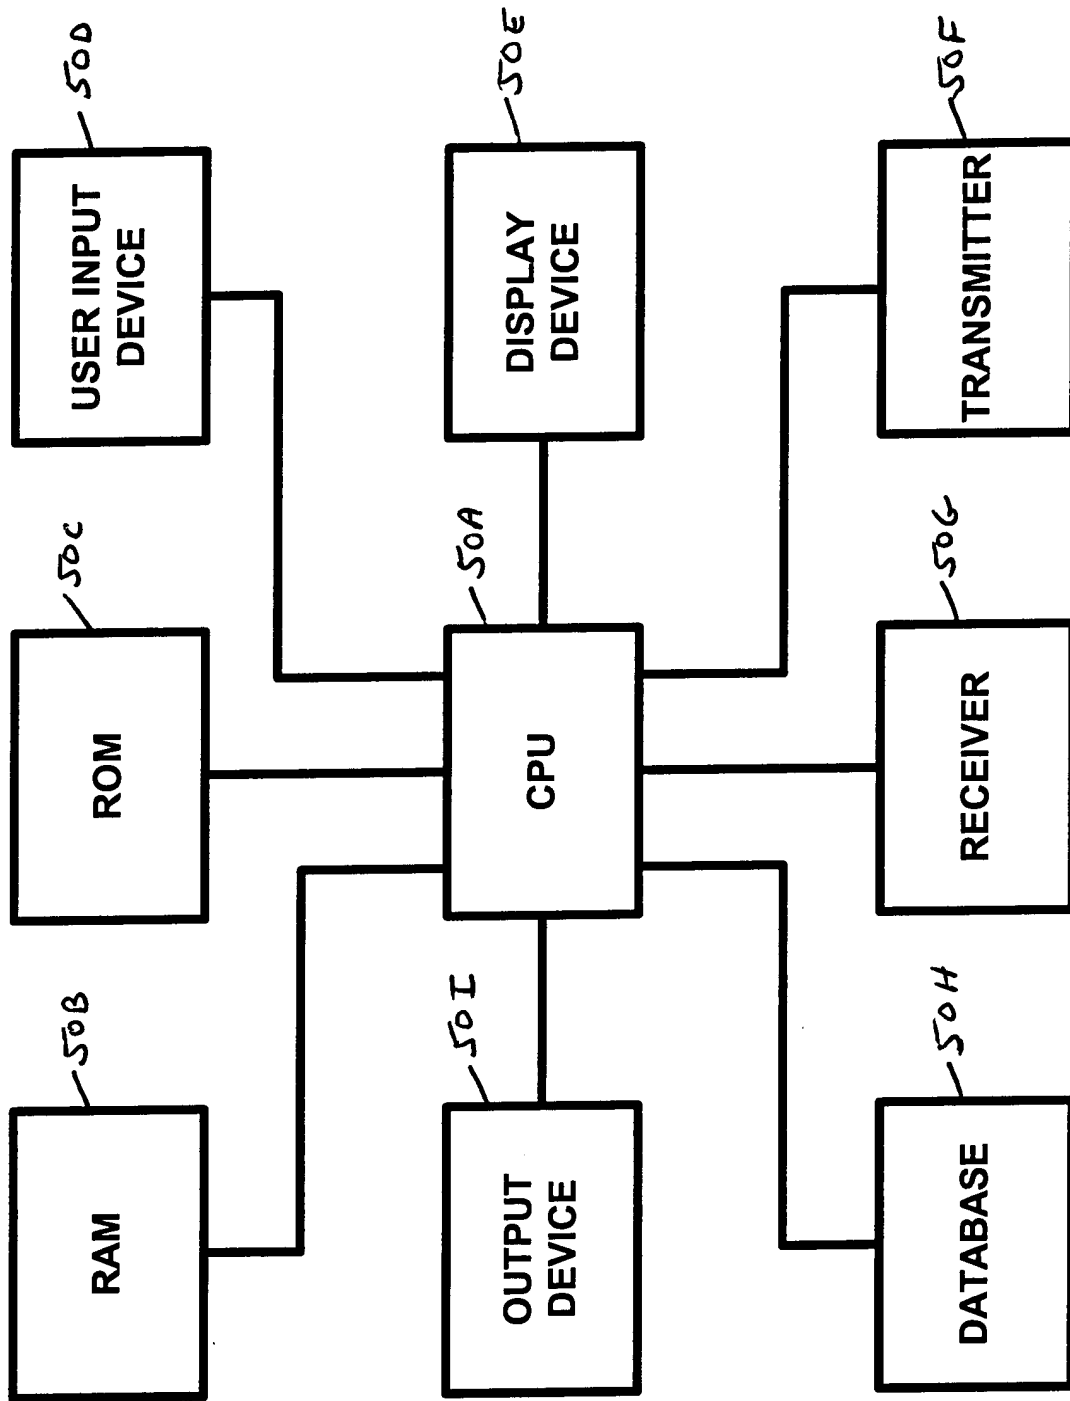 50B
RAM
50C
ROM
50D
USER INPUT
DEVICE
50I
OUTPUT
DEVICE
50A
CPU
50E
DISPLAY
DEVICE
50H
DATABASE
50G
RECEIVER
50F
TRANSMITTER